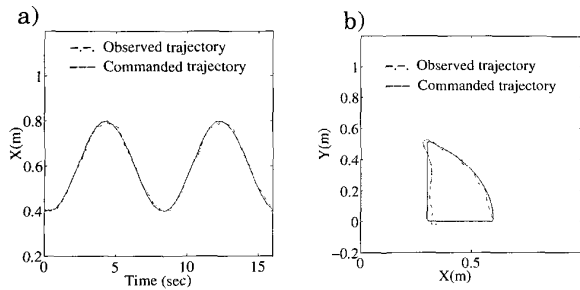 a)
Observed trajectory
Commanded trajectory
1
0.8
0.6
0.4
0.2
X(m)
0
5
10
15
Time (sec)
b)
Observed trajectory
Commanded trajectory
1
0.8
0.6
0.4
0.2
0
−0.2
Y(m)
0
0.5
X(m)